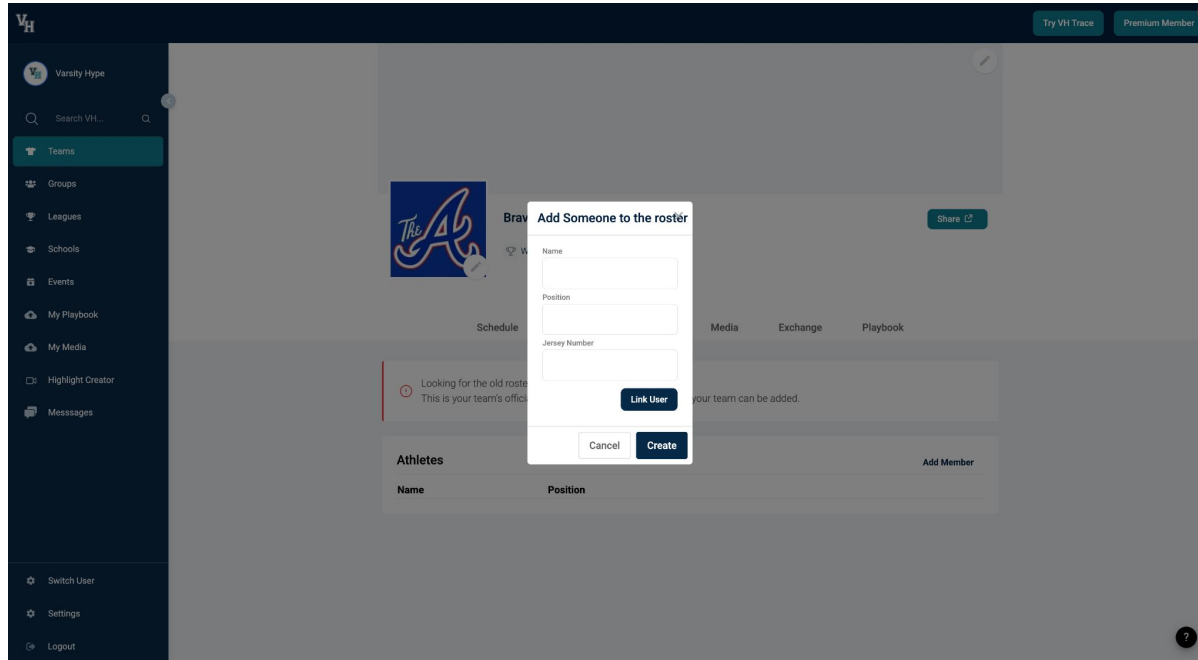 VH
Try VH Trace
Premium Member
VH
Varsity Hype
Search VH...
Teams
Groups
Leagues
Schools
Events
My Playbook
My Media
Highlight Creator
Messsages
Switch User
Settings
Logout
The A
Brav
W
Share
Schedule
Media
Exchange
Playbook
Looking for the old roste
This is your team's offici
your team can be added.
Add Someone to the roster
Name
Position
Jersey Number
Link User
Cancel
Create
Athletes
Add Member
Name
Position
?